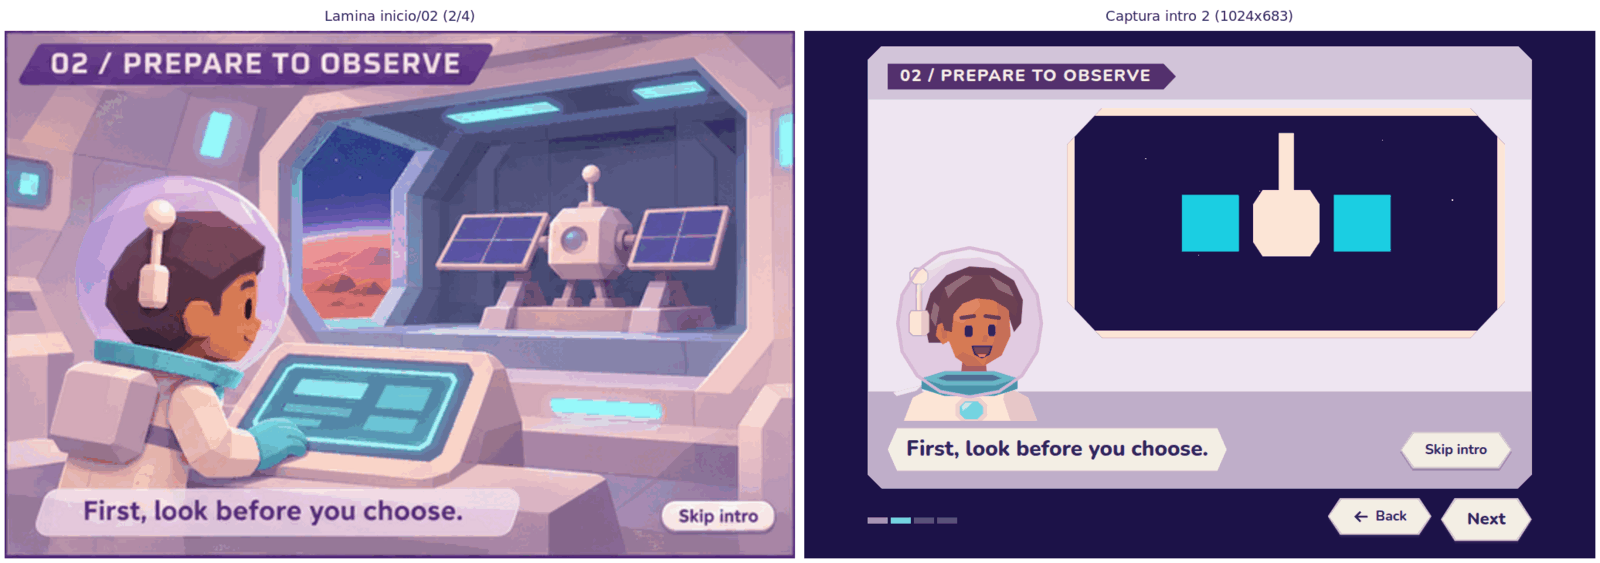 Lamina inicio/02 (2/4)
02 / PREPARE TO OBSERVE
First, look before you choose.
Skip intro
Captura intro 2 (1024x683)
02 / PREPARE TO OBSERVE
First, look before you choose.
Skip intro
← Back
Next